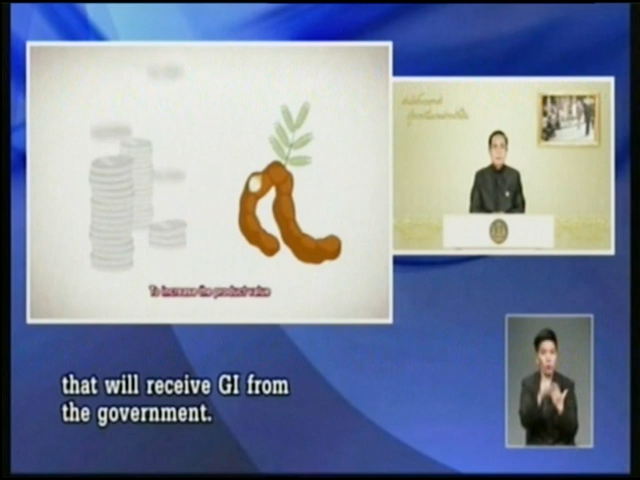 To increase the product value
that will receive GI from
the government.